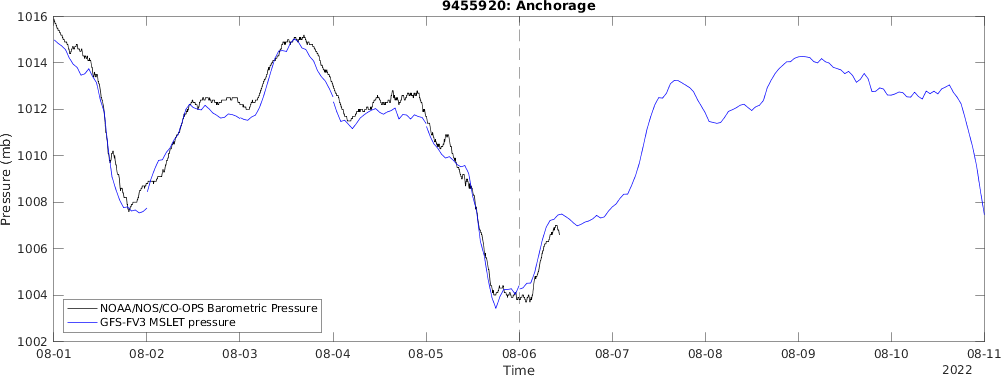 9455920: Anchorage
1016
1014
1012
1010
1008
1006
1004
1002
Pressure (mb)
NOAA/NOS/CO-OPS Barometric Pressure
GFS-FV3 MSLET pressure
08-01 08-02 08-03 08-04 08-05 08-06 08-07 08-08 08-09 08-10 08-11
Time
2022